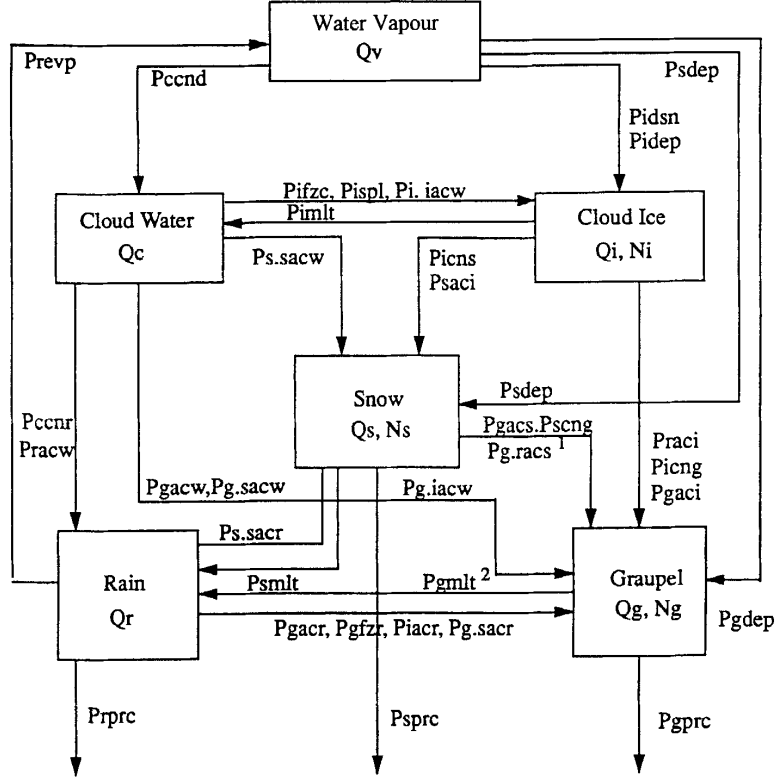 Water Vapour
Qv
Prevp
Pccnd
Psdep
Pidsn
Pidep
Pifzc, Pispl, Pi. iacw
Pimlt
Cloud Water
Qc
Cloud Ice
Qi, Ni
Ps.sacw
Picns
Psaci
Snow
Qs, Ns
Psdep
Pgacs.Pscng
Pg.racs 1
Pccnr
Pracw
Raci
Picng
Pgaci
Pgacw,Pg.sacw
Pg.iacw
Ps.sacr
Rain
Qr
Psmlt
Pgmlt 2
Graupel
Qg, Ng
Pgdep
Pgacr, Pgfzr, Piacr, Pg.sacr
Prprc
Psprc
Pgprc